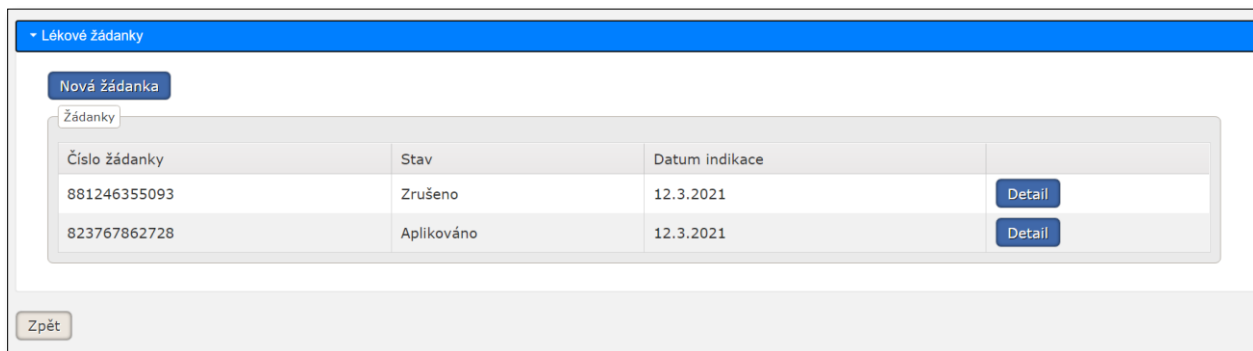 Lékové žádanky
Nová žádanka
Žádanky
Číslo žádanky Stav Datum indikace
881246355093 Zrušeno 12.3.2021 Detail
823767862728 Aplikováno 12.3.2021 Detail
Zpět